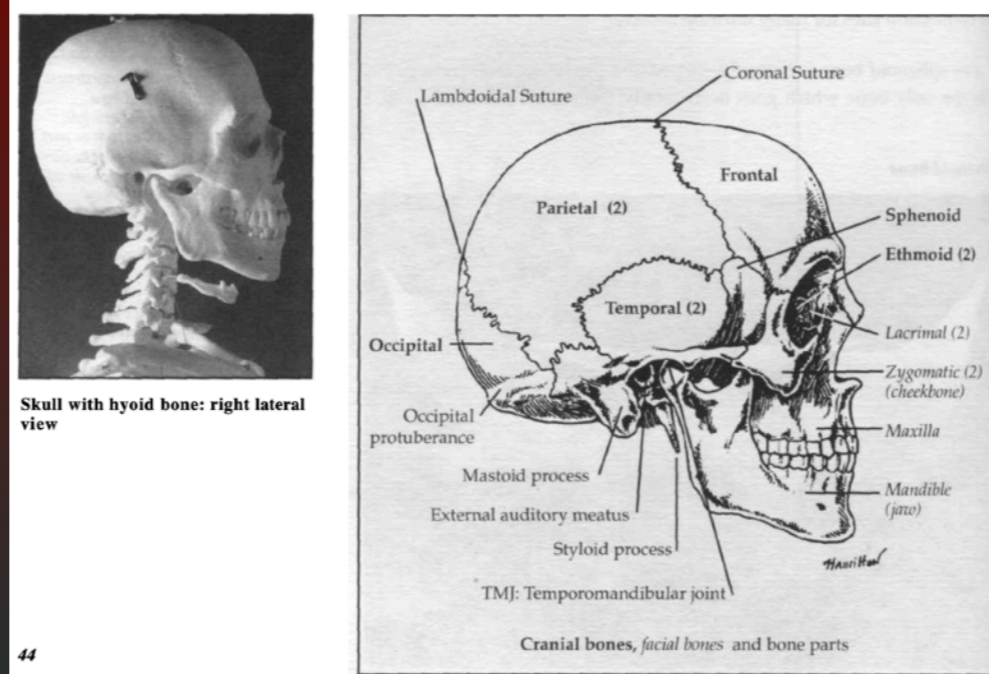 Skull with hyoid bone: right lateral
view
44
Coronal Suture
Lambdoidal Suture
Frontal
Parietal (2)
Sphenoid
Ethmoid (2)
Temporal (2)
Lacrimal (2)
Occipital
Zygomatic (2)
(cheekbone)
Occipital
protuberance
Maxilla
Mastoid process
Mandible
(jaw)
External auditory meatus
Styloid process
TMJ: Temporomandibular joint
Cranial bones, facial bones and bone parts